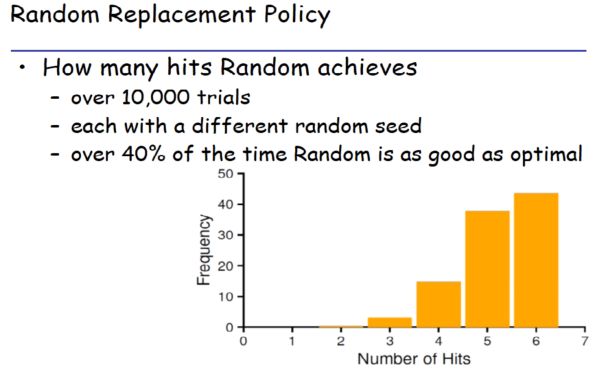 Random Replacement Policy
• How many hits Random achieves
– over 10,000 trials
– each with a different random seed
– over 40% of the time Random is as good as optimal
50
40
30
20
10
0
Frequency
0 1 2 3 4 5 6 7
Number of Hits